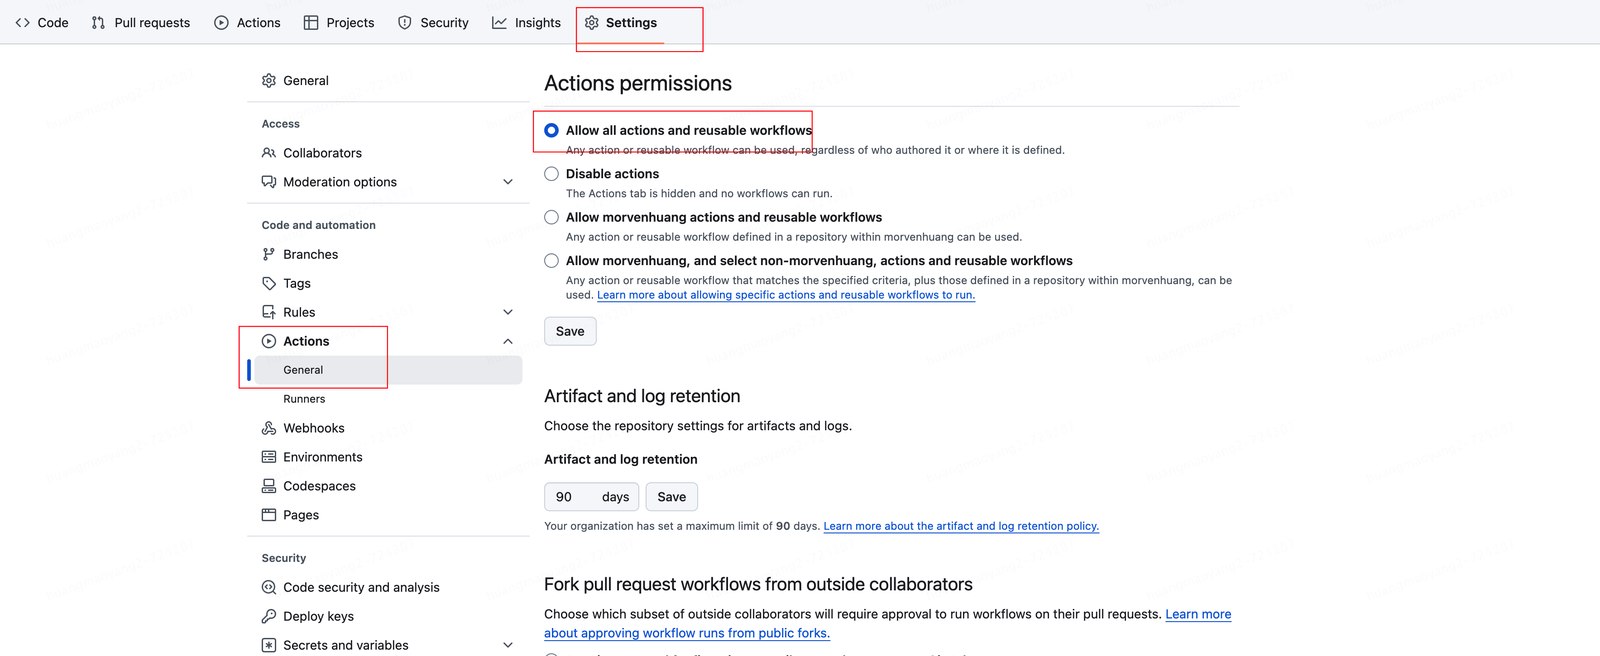 Code Pull requests Actions Projects Security Insights Settings
General
Access
Collaborators
Moderation options
Code and automation
Branches
Tags
Rules
Actions
General
Runners
Webhooks
Environments
Codespaces
Pages
Security
Code security and analysis
Deploy keys
Secrets and variables
Actions permissions
Allow all actions and reusable workflows
Any action or reusable workflow can be used, regardless of who authored it or where it is defined.
Disable actions
The Actions tab is hidden and no workflows can run.
Allow morvenhuang actions and reusable workflows
Any action or reusable workflow defined in a repository within morvenhuang can be used.
Allow morvenhuang, and select non-morvenhuang, actions and reusable workflows
Any action or reusable workflow that matches the specified criteria, plus those defined in a repository within morvenhuang, can be
used. Learn more about allowing specific actions and reusable workflows to run.
Save
Artifact and log retention
Choose the repository settings for artifacts and logs.
Artifact and log retention
90 days Save
Your organization has set a maximum limit of 90 days. Learn more about the artifact and log retention policy.
Fork pull request workflows from outside collaborators
Choose which subset of outside collaborators will require approval to run workflows on their pull requests. Learn more
about approving workflow runs from public forks.